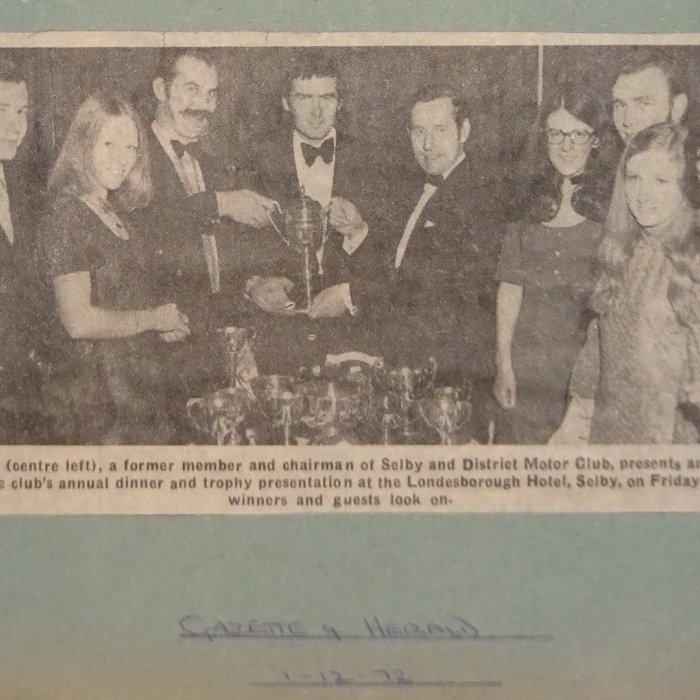 (centre left), a former member and chairman of Selby and District Motor Club, presents an
e club's annual dinner and trophy presentation at the Londesborough Hotel, Selby, on Friday
winners and guests look on.
GAZETTE & HERALD
1-12-72